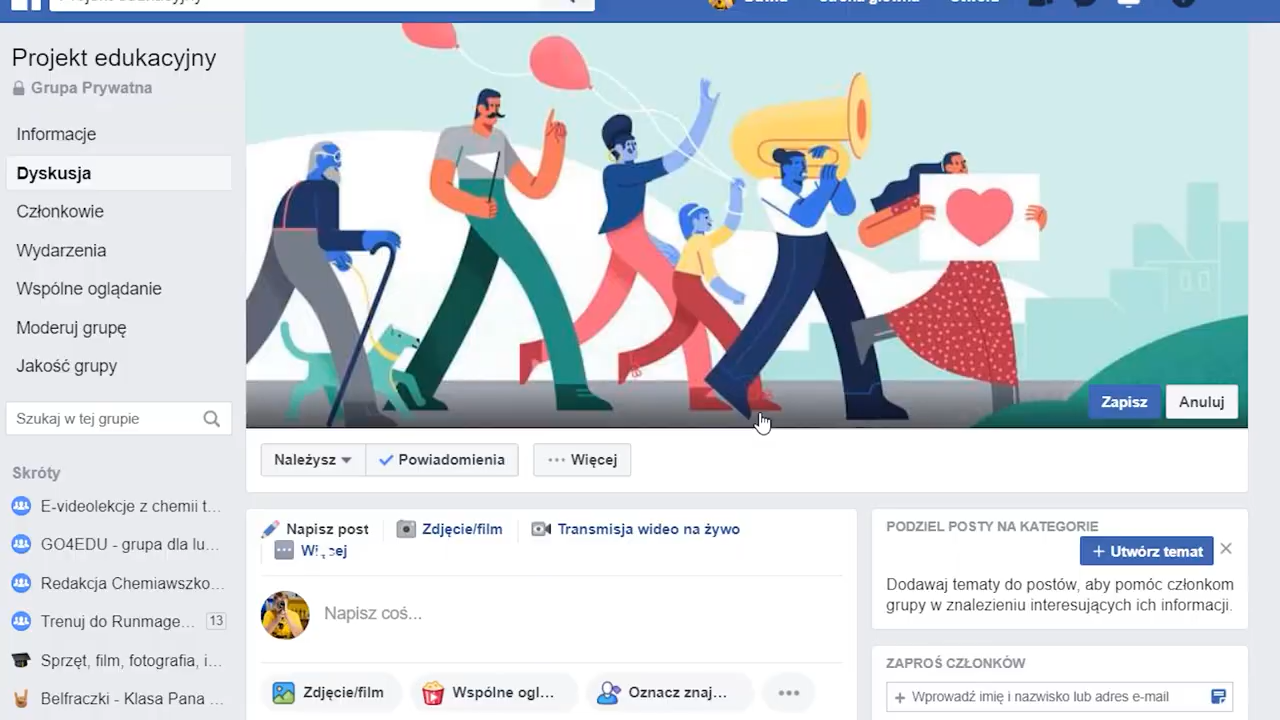 Projekt edukacyjny
Projekt edukacyjny
Grupa Prywatna
Informacje
Dyskusja
Członkowie
Wydarzenia
Wspólne oglądanie
Moderuj grupę
Jakość grupy
Szukaj w tej grupie
Skróty
E-videolekcje z chemii t...
GO4EDU - grupa dla lu...
Redakcja Chemiawszko...
Trenuj do Runmage... 13
Sprzęt, film, fotografia, i...
Belfraczki - Klasa Pana ...
Zapisz Anuluj
Należysz Powiadomienia ··· Więcej
Napisz post Zdjęcie/film Transmisja wideo na żywo
Więcej
Napisz coś...
Zdjęcie/film Wspólne ogl... Oznacz znaj...
PODZIEL POSTY NA KATEGORIE
+ Utwórz temat
Dodawaj tematy do postów, aby pomóc członkom
grupy w znalezieniu interesujących ich informacji.
ZAPROŚ CZŁONKÓW
+ Wprowadź imię i nazwisko lub adres e-mail